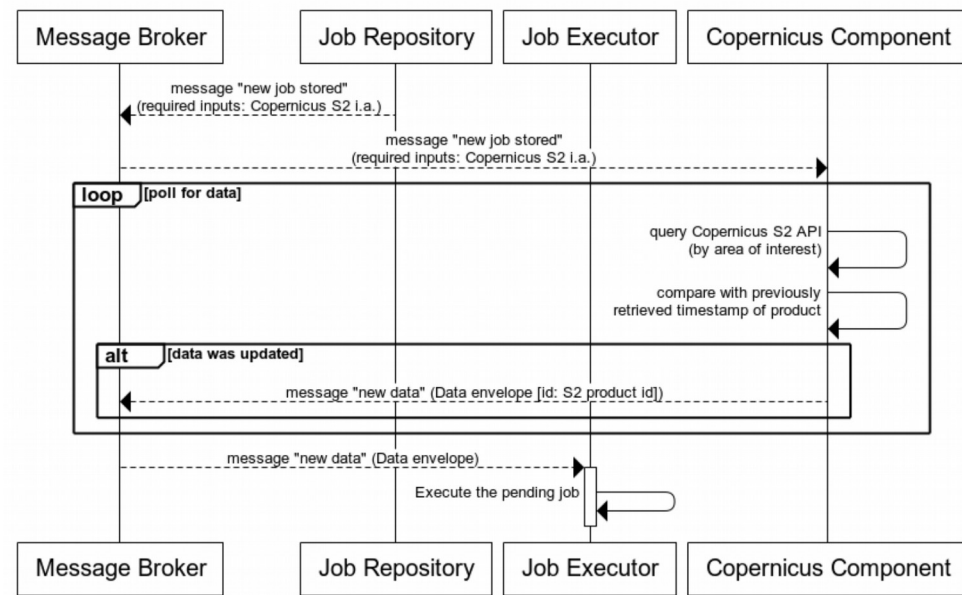 Message Broker
Job Repository
Job Executor
Copernicus Component
message "new job stored"
(required inputs: Copernicus S2 i.a.)
message "new job stored"
(required inputs: Copernicus S2 i.a.)
loop
[poll for data]
query Copernicus S2 API
(by area of interest)
compare with previously
retrieved timestamp of product
alt
[data was updated]
message "new data" (Data envelope [id: S2 product id])
message "new data" (Data envelope)
Execute the pending job
Message Broker
Job Repository
Job Executor
Copernicus Component